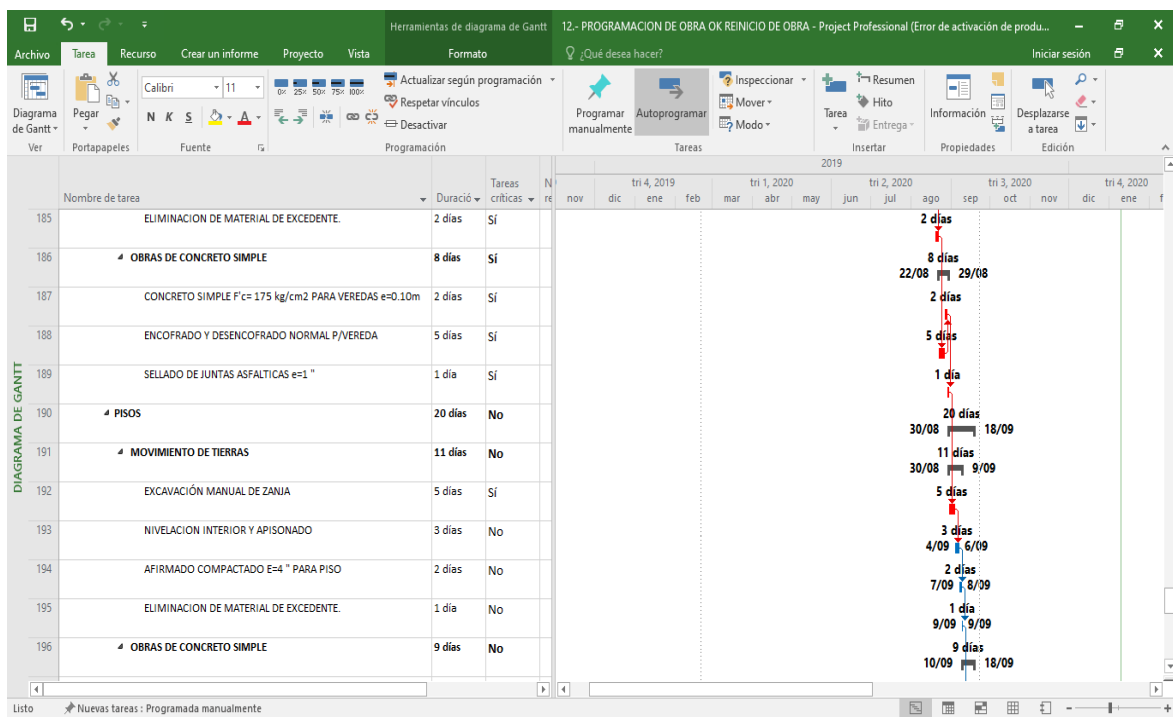 Herramientas de diagrama de Gantt 12.- PROGRAMACION DE OBRA OK REINICIO DE OBRA - Project Professional (Error de activación de produ...
Archivo Tarea Recurso Crear un informe Proyecto Vista Formato ¿Qué desea hacer? Iniciar sesión
Diagrama de Gantt
Pegar
Calibri 11
N K S A
0% 25% 50% 75% 100%
Actualizar según programación
Respetar vínculos
Desactivar
Programar manualmente
Autoprogramar
Inspeccionar
Mover
Modo
Tarea
Resumen
Hito
Entrega
Información
Desplazarse a tarea
Ver Portapapeles Fuente Programación Tareas Insertar Propiedades Edición
2019
tri 4, 2019 tri 1, 2020 tri 2, 2020 tri 3, 2020 tri 4, 2020
Nombre de tarea Duració Tareas críticas N re nov dic ene feb mar abr may jun jul ago sep oct nov dic ene f
DIAGRAMA DE GANTT
185 ELIMINACION DE MATERIAL DE EXCEDENTE. 2 días Sí 2 días
186 OBRAS DE CONCRETO SIMPLE 8 días Sí 8 días
22/08 29/08
187 CONCRETO SIMPLE F'c= 175 kg/cm2 PARA VEREDAS e=0.10m 2 días Sí 2 días
188 ENCOFRADO Y DESENCOFRADO NORMAL P/VEREDA 5 días Sí 5 días
189 SELLADO DE JUNTAS ASFALTICAS e=1 " 1 día Sí 1 día
190 PISOS 20 días No 20 días
30/08 18/09
191 MOVIMIENTO DE TIERRAS 11 días No 11 días
30/08 9/09
192 EXCAVACIÓN MANUAL DE ZANJA 5 días Sí 5 días
193 NIVELACION INTERIOR Y APISONADO 3 días No 3 días
4/09 6/09
194 AFIRMADO COMPACTADO E=4 " PARA PISO 2 días No 2 días
7/09 8/09
195 ELIMINACION DE MATERIAL DE EXCEDENTE. 1 día No 1 día
9/09 9/09
196 OBRAS DE CONCRETO SIMPLE 9 días No 9 días
10/09 18/09
Listo Nuevas tareas : Programada manualmente